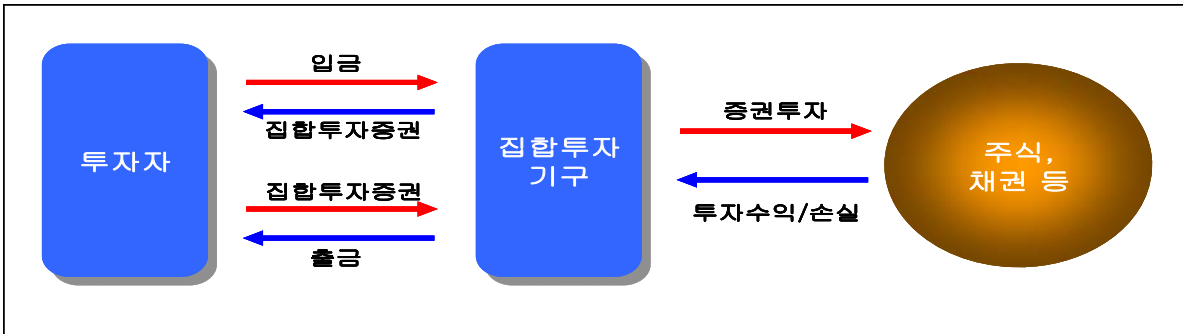 투자자
입금
집합투자증권
집합투자증권
출금
집합투자
기구
증권투자
투자수익/손실
주식,
채권 등